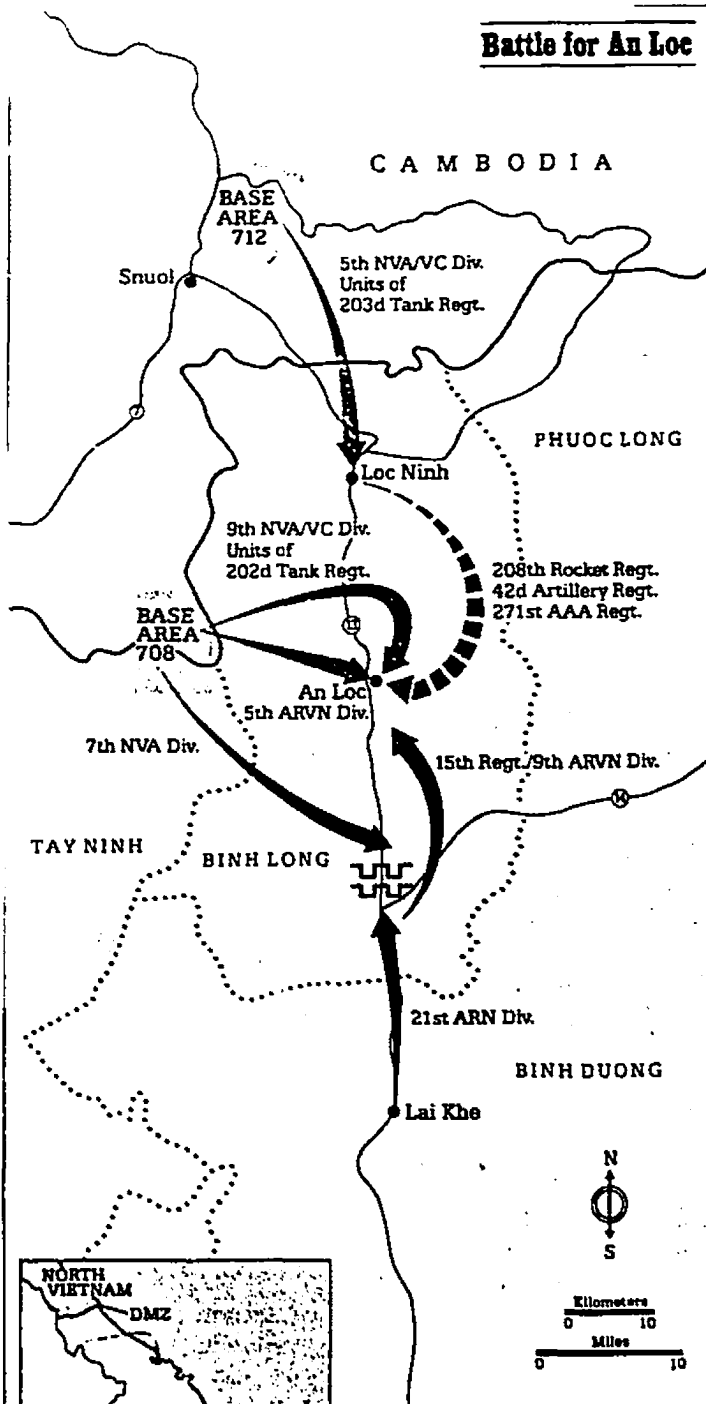 Battle for An Loc
CAMBODIA
BASE
AREA
712
Snuol
5th NVA/VC Div.
Units of
203d Tank Regt.
7
PHUOC LONG
Loc Ninh
9th NVA/VC Div.
Units of
202d Tank Regt.
208th Rocket Regt.
42d Artillery Regt.
271st AAA Regt.
BASE
AREA
708
13
An Loc
5th ARVN Div.
7th NVA Div.
15th Regt./9th ARVN Div.
14
TAY NINH
BINH LONG
21st ARN Div.
BINH DUONG
Lai Khe
N
S
NORTH
VIETNAM
DMZ
Kilometers
0 10
Miles
0 10